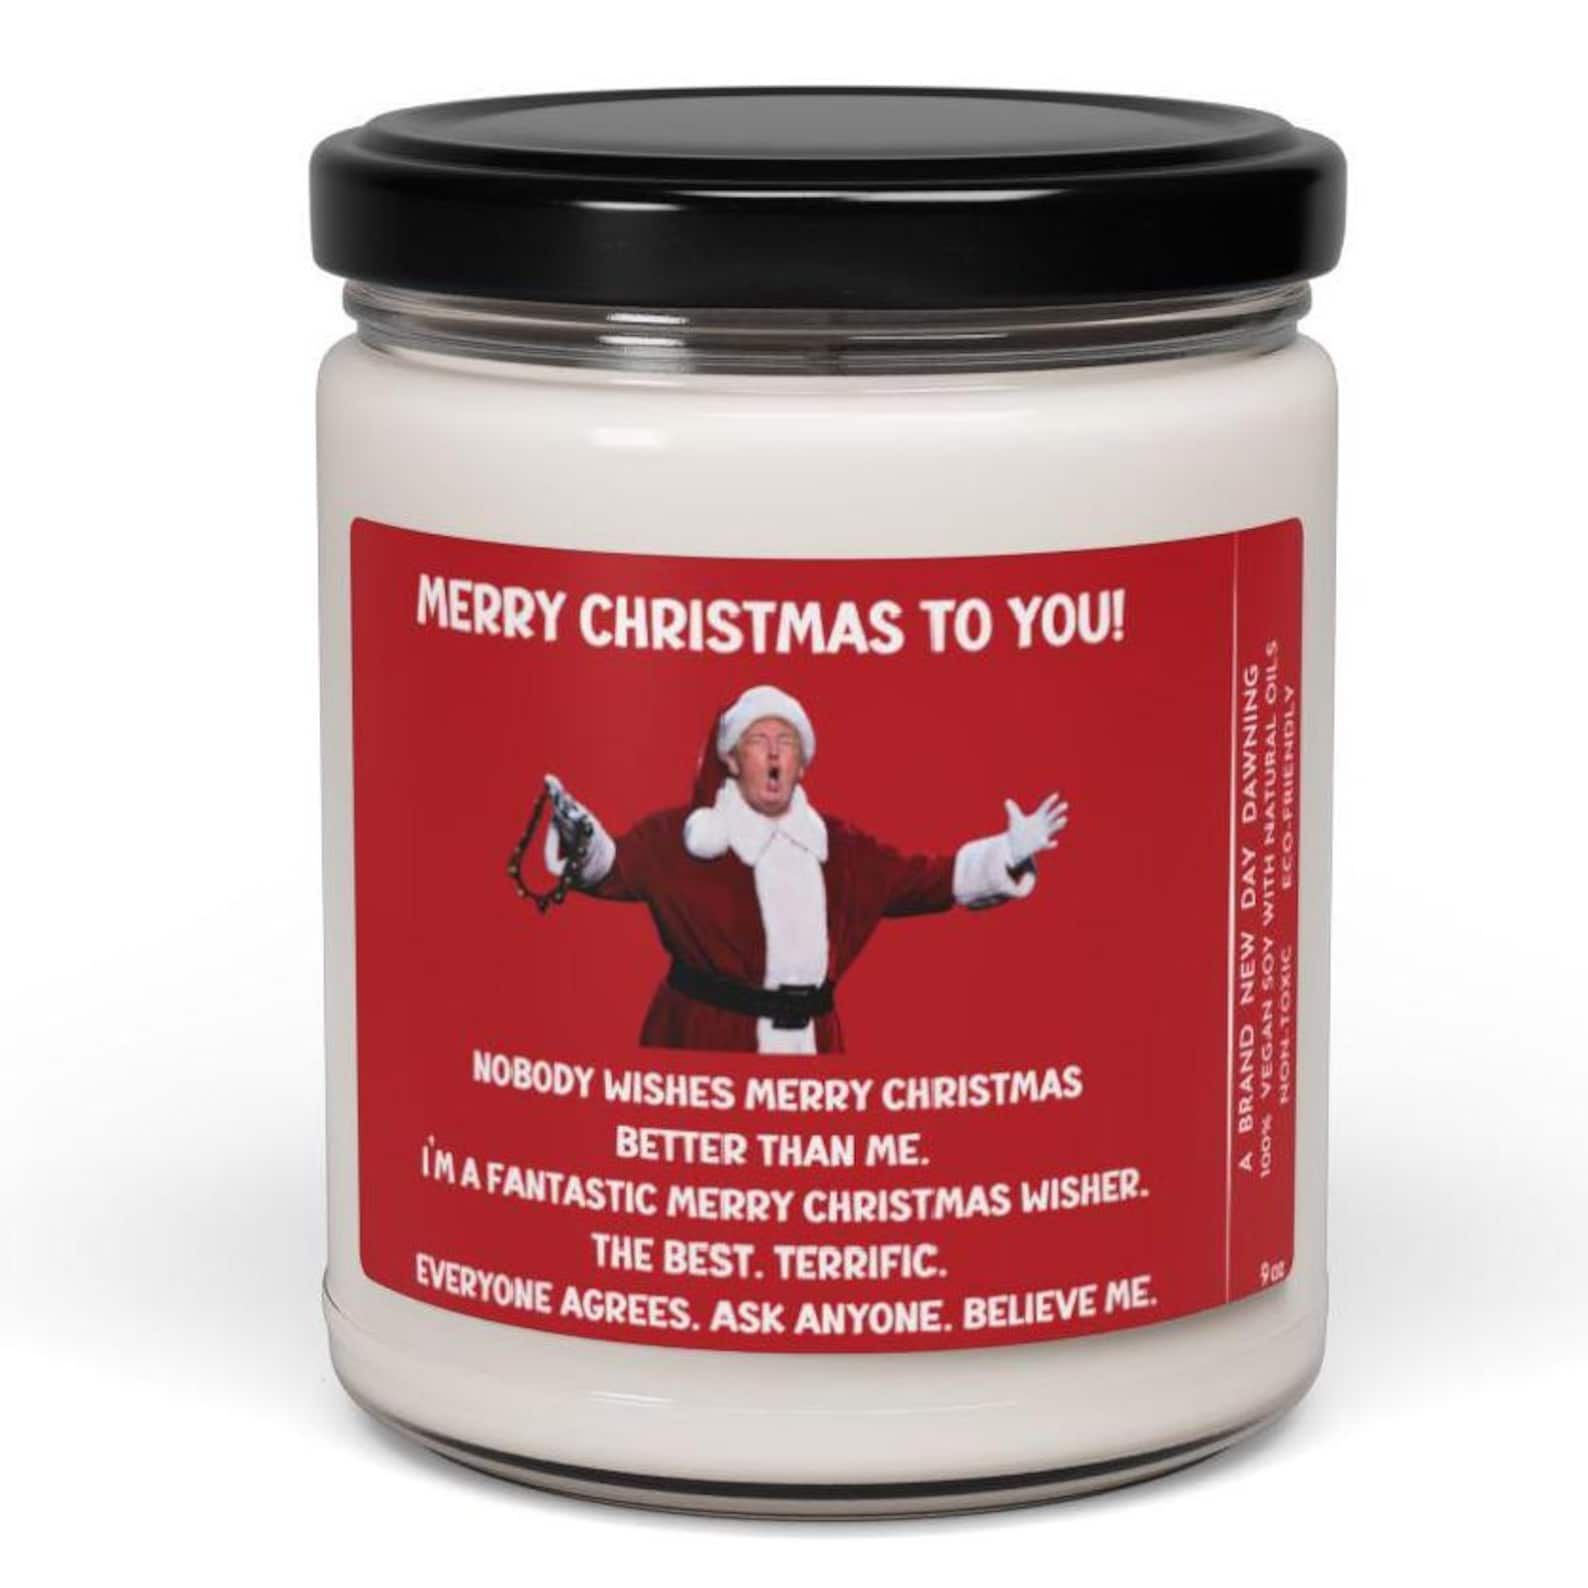 MERRY CHRISTMAS TO YOU!
NOBODY WISHES MERRY CHRISTMAS
BETTER THAN ME.
I'M A FANTASTIC MERRY CHRISTMAS WISHER.
THE BEST. TERRIFIC.
EVERYONE AGREES. ASK ANYONE. BELIEVE ME.
A BRAND NEW DAY DAWNING
100% VEGAN SOY WITH NATURAL OILS
NON-TOXIC ECO-FRIENDLY
9 oz